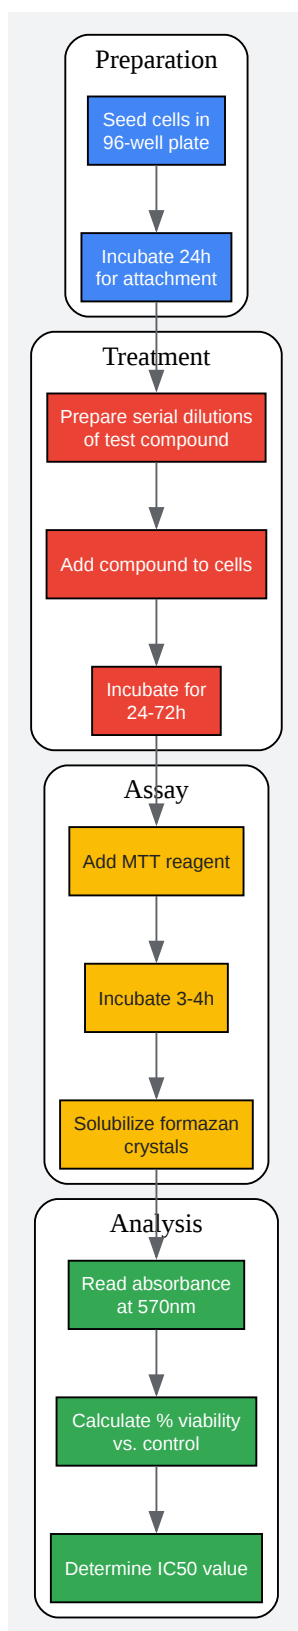 Preparation
Seed cells in
96-well plate
Incubate 24h
for attachment
Treatment
Prepare serial dilutions
of test compound
Add compound to cells
Incubate for
24-72h
Assay
Add MTT reagent
Incubate 3-4h
Solubilize formazan
crystals
Analysis
Read absorbance
at 570nm
Calculate % viability
vs. control
Determine IC50 value